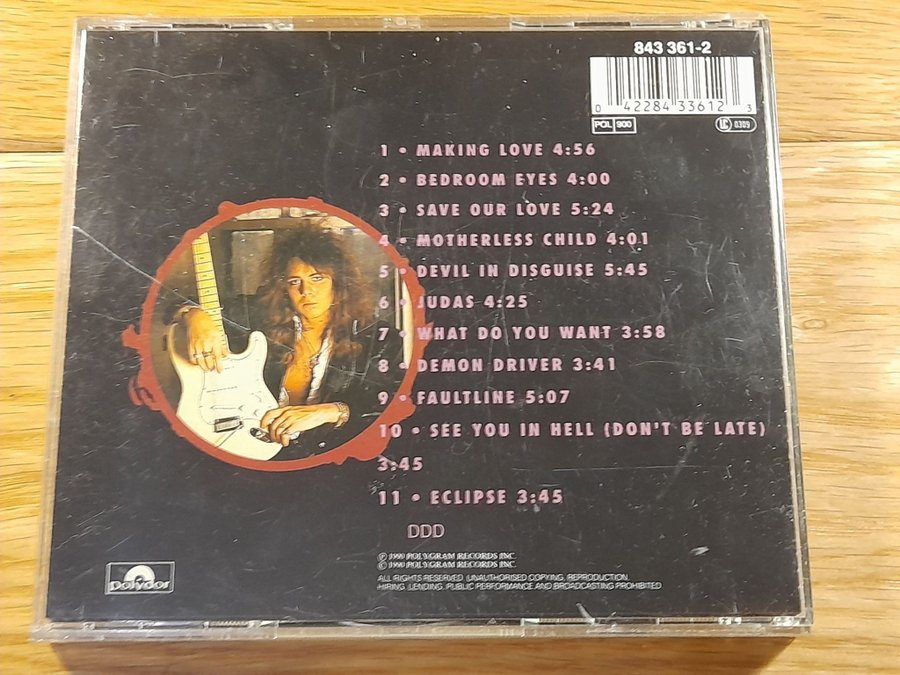 843 361-2
0 42284 33612 3
POL 900
LC 0309
1 • MAKING LOVE 4:56
2 • BEDROOM EYES 4:00
3 • SAVE OUR LOVE 5:24
4 • MOTHERLESS CHILD 4:01
5 • DEVIL IN DISGUISE 5:45
6 • JUDAS 4:25
7 • WHAT DO YOU WANT 3:58
8 • DEMON DRIVER 3:41
9 • FAULTLINE 5:07
10 • SEE YOU IN HELL (DON'T BE LATE)
3:45
11 • ECLIPSE 3:45
DDD
℗ 1990 POLYGRAM RECORDS INC.
© 1990 POLYGRAM RECORDS INC.
ALL RIGHTS RESERVED. UNAUTHORISED COPYING, REPRODUCTION,
HIRING, LENDING, PUBLIC PERFORMANCE AND BROADCASTING PROHIBITED
polydor